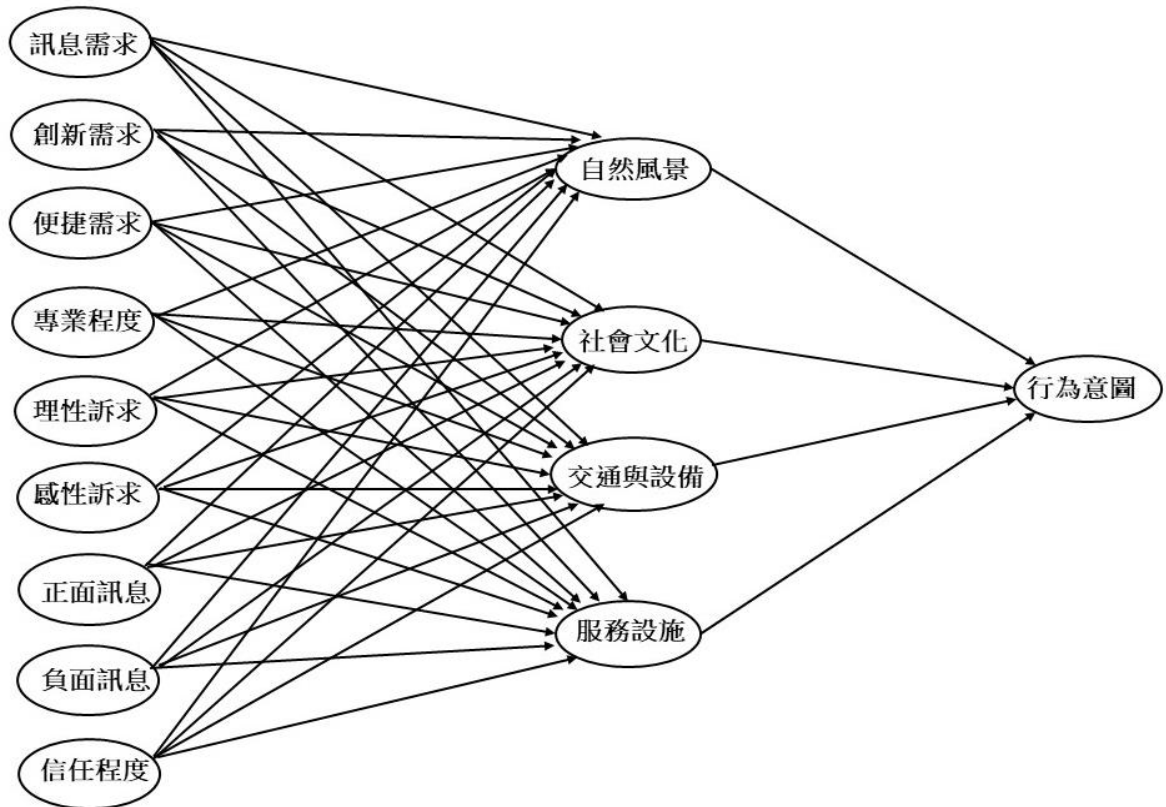 訊息需求
創新需求
便捷需求
專業程度
理性訴求
感性訴求
正面訊息
負面訊息
信任程度
自然風景
社會文化
交通與設備
服務設施
行為意圖